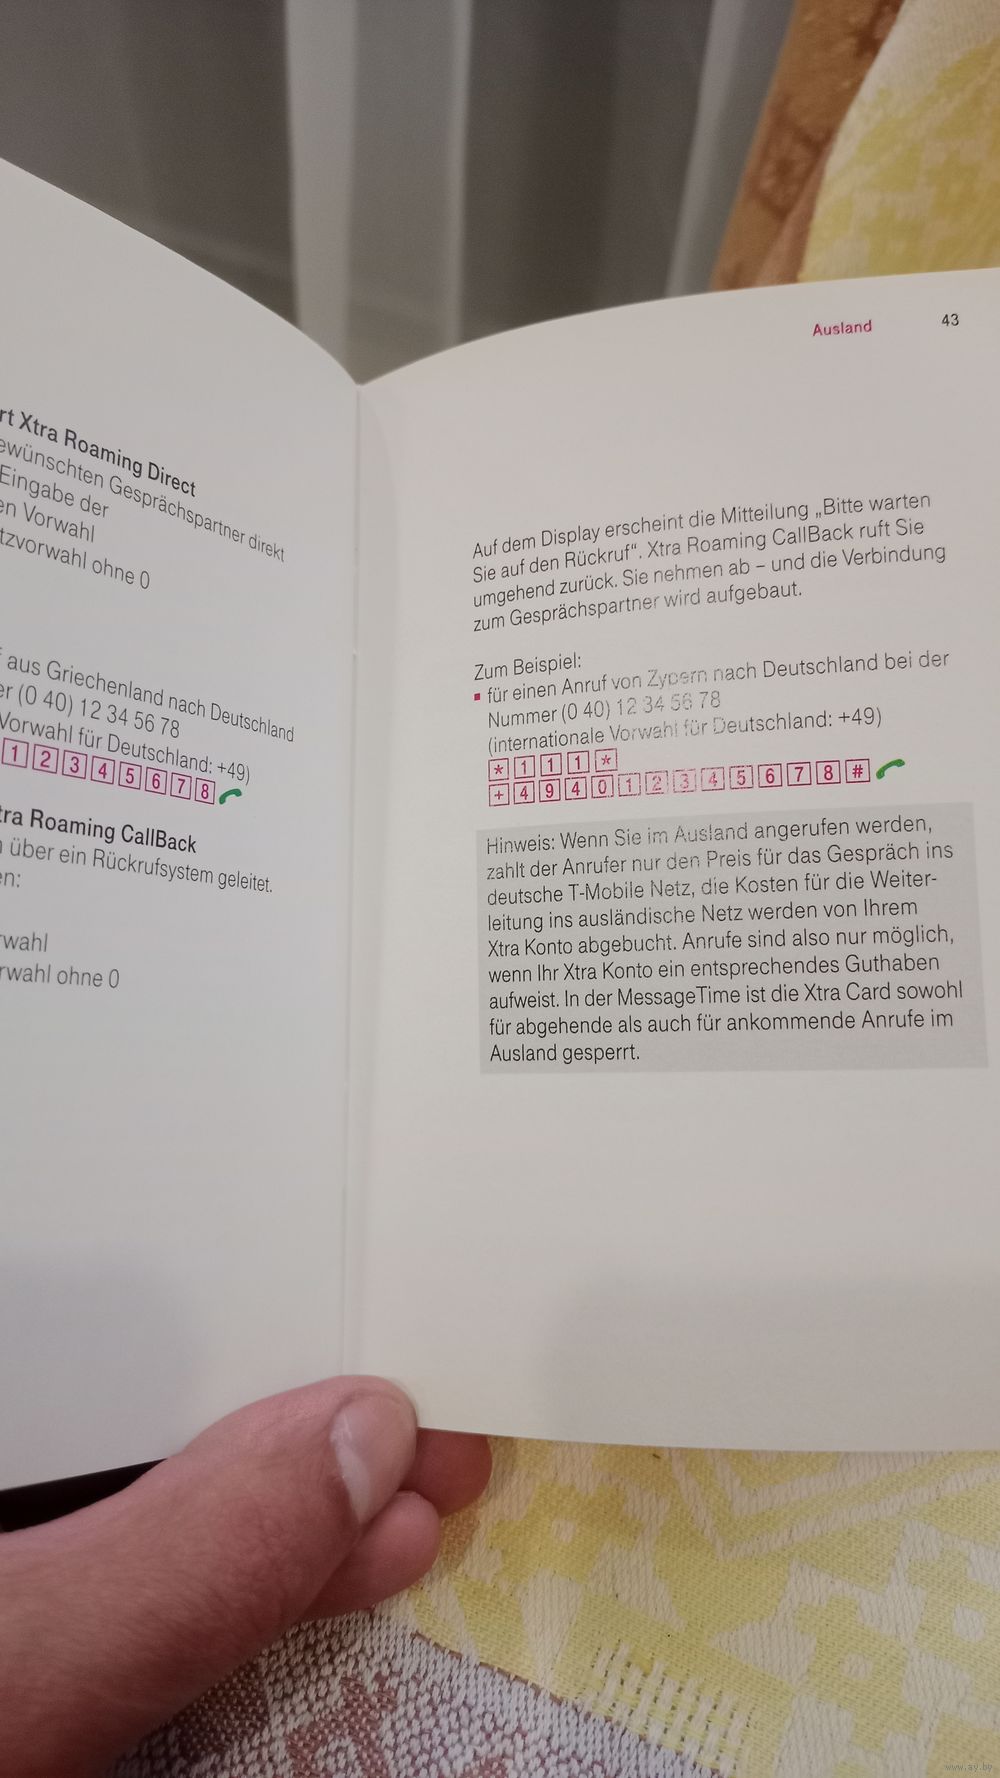 rt Xtra Roaming Direct
ewünschten Gesprächspartner direkt
Eingabe der
en Vorwahl
tzvorwahl ohne 0
f aus Griechenland nach Deutschland
er (0 40) 12 34 56 78
Vorwahl für Deutschland: +49)
1 2 3 4 5 6 7 8
tra Roaming CallBack
n über ein Rückrufsystem geleitet.
en:
rwahl
rwahl ohne 0
Ausland 43
Auf dem Display erscheint die Mitteilung „Bitte warten
Sie auf den Rückruf“. Xtra Roaming CallBack ruft Sie
umgehend zurück. Sie nehmen ab – und die Verbindung
zum Gesprächspartner wird aufgebaut.
Zum Beispiel:
▪ für einen Anruf von Zypern nach Deutschland bei der
Nummer (0 40) 12 34 56 78
(internationale Vorwahl für Deutschland: +49)
* 1 1 1 *
+ 4 9 4 0 1 2 3 4 5 6 7 8 #
Hinweis: Wenn Sie im Ausland angerufen werden,
zahlt der Anrufer nur den Preis für das Gespräch ins
deutsche T-Mobile Netz, die Kosten für die Weiter-
leitung ins ausländische Netz werden von Ihrem
Xtra Konto abgebucht. Anrufe sind also nur möglich,
wenn Ihr Xtra Konto ein entsprechendes Guthaben
aufweist. In der MessageTime ist die Xtra Card sowohl
für abgehende als auch für ankommende Anrufe im
Ausland gesperrt.
www.ay.by